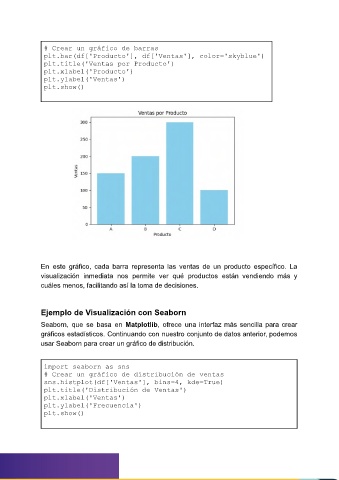 # Crear un gráfico de barras
plt.bar(df['Producto'], df['Ventas'], color='skyblue')
plt.title('Ventas por Producto')
plt.xlabel('Producto')
plt.ylabel('Ventas')
plt.show()
Ventas por Producto
300
250
200
150
100
50
0
Ventas
A B C D
Producto
En este gráfico, cada barra representa las ventas de un producto específico. La
visualización inmediata nos permite ver qué productos están vendiendo más y
cuáles menos, facilitando así la toma de decisiones.
Ejemplo de Visualización con Seaborn
Seaborn, que se basa en Matplotlib, ofrece una interfaz más sencilla para crear
gráficos estadísticos. Continuando con nuestro conjunto de datos anterior, podemos
usar Seaborn para crear un gráfico de distribución.
import seaborn as sns
# Crear un gráfico de distribución de ventas
sns.histplot(df['Ventas'], bins=4, kde=True)
plt.title('Distribución de Ventas')
plt.xlabel('Ventas')
plt.ylabel('Frecuencia')
plt.show()